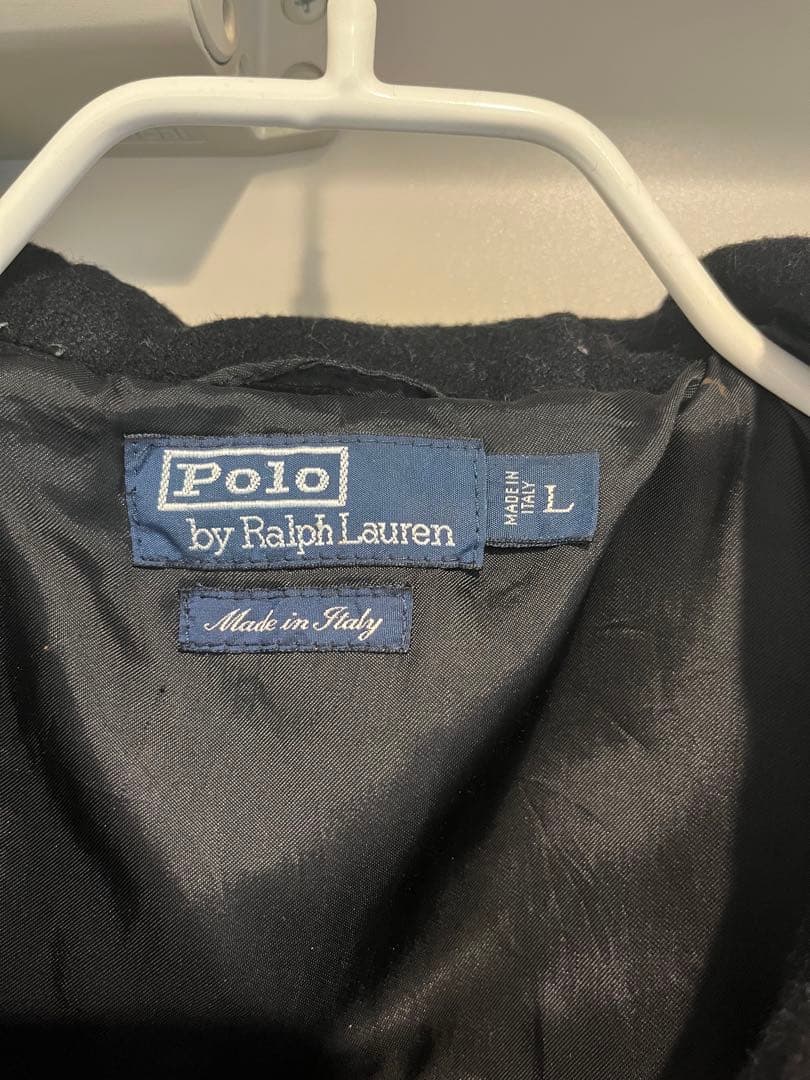 Polo
by Ralph Lauren
MADE IN
ITALY
L
Made in Italy